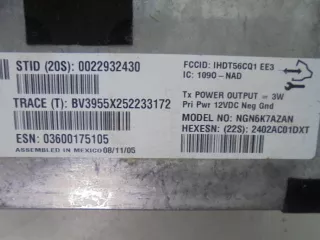 STID (20S): 0022932430
FCCID: IHDT56CQ1 EE3
IC: 109O-NAD
TRACE (T): BV3955X252233172
Tx POWER OUTPUT = 3W
Pri Pwr 12VDC Neg Gnd
MODEL NO: NGN6K7AZAN
HEXESN: (22S): 2402AC01DXT
ESN: 03600175105
ASSEMBLED IN MEXICO 08/11/05